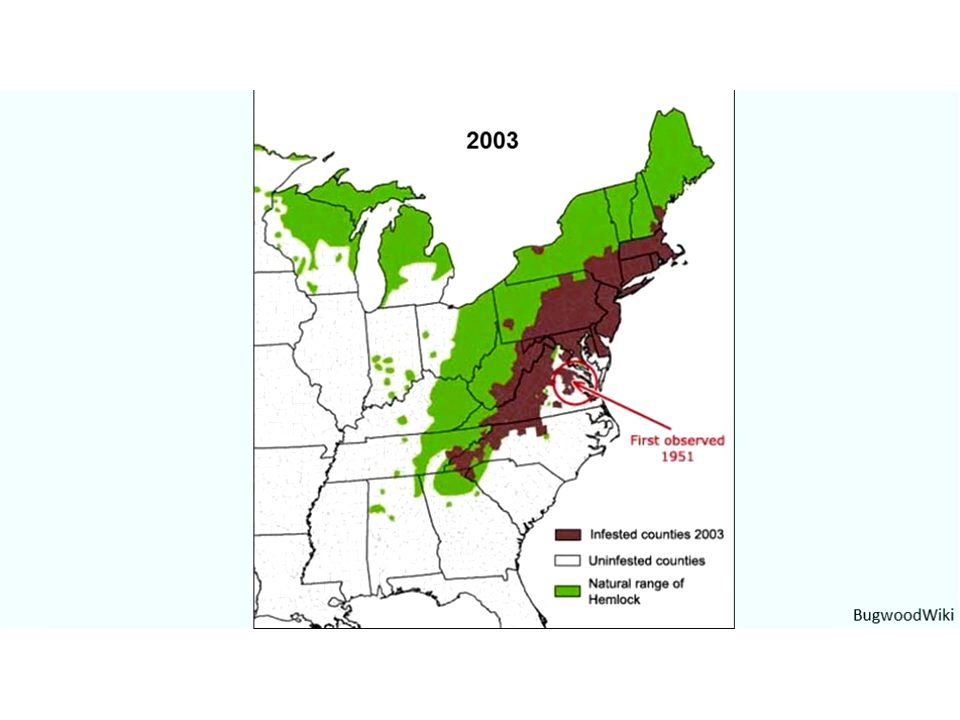 2003
First observed
1951
Infested counties 2003
Uninfested counties
Natural range of
Hemlock
BugwoodWiki